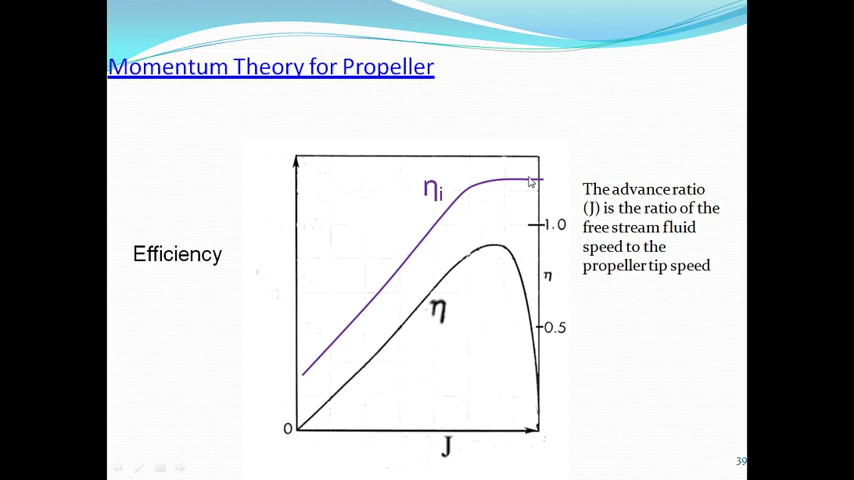 Momentum Theory for Propeller
ηi
The advance ratio
(J) is the ratio of the
free stream fluid
speed to the
propeller tip speed
1.0
Efficiency
η
η
0.5
0
J
39